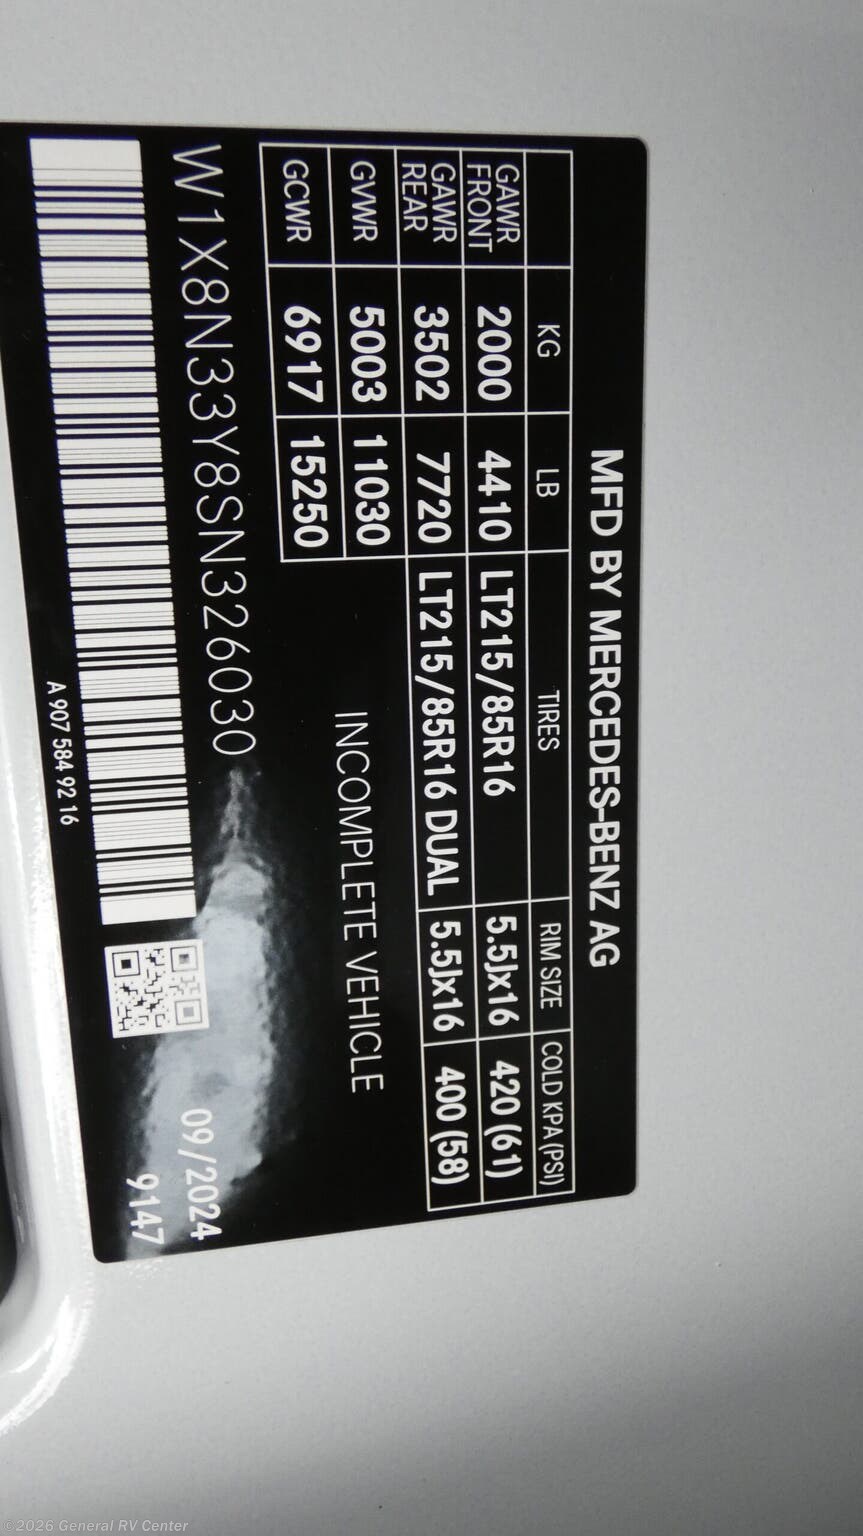 MFD BY MERCEDES-BENZ AG
KG LB TIRES RIM SIZE COLD KPA (PSI)
GAWR FRONT 2000 4410 LT215/85R16 5.5Jx16 420 (61)
GAWR REAR 3502 7720 LT215/85R16 DUAL 5.5Jx16 400 (58)
GVWR 5003 11030
GCWR 6917 15250
INCOMPLETE VEHICLE
W1X8N33Y8SN326030
09/2024
9147
A 907 584 92 16
©2026 General RV Center